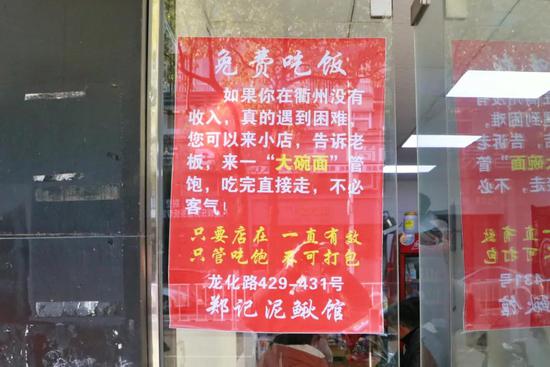 免费吃饭
如果你在衢州没有
收入，真的遇到困难，
您可以来小店，告诉老
板，来一“大碗面”管
饱，吃完直接走，不必
客气！
只要店在 一直有效
只管吃饱 不可打包
龙化路429-431号
郑记泥鳅馆